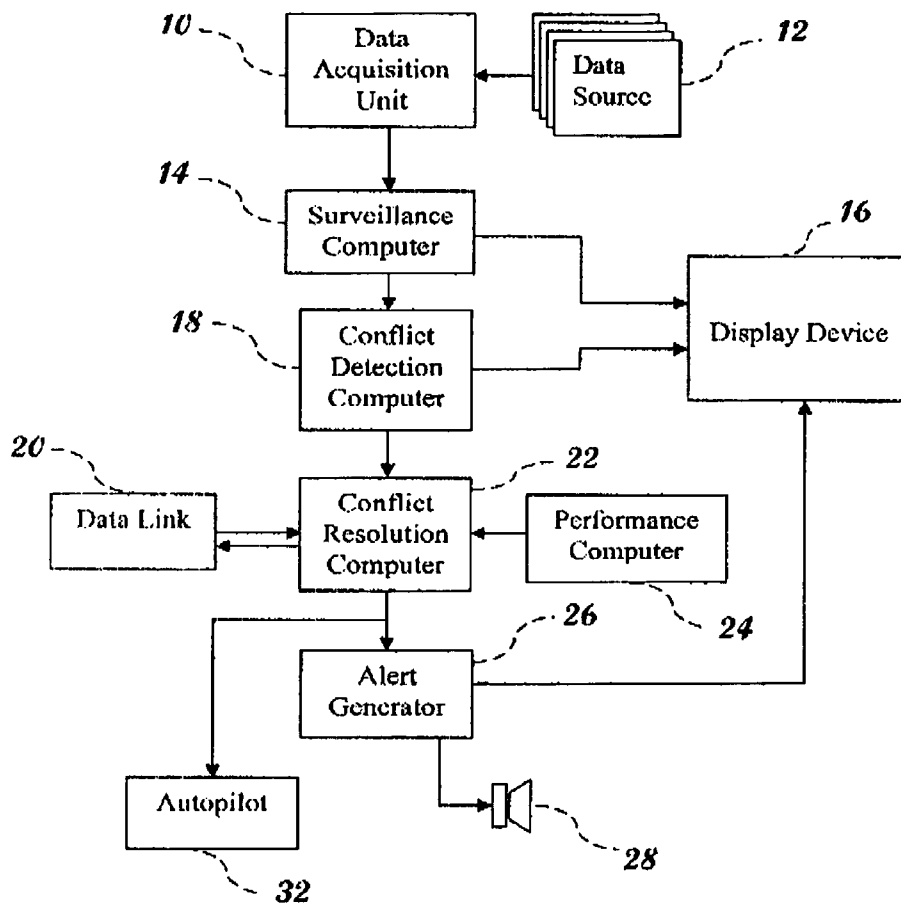 10
Data
Acquisition
Unit
Data
Source
12
14
Surveillance
Computer
16
Display Device
18
Conflict
Detection
Computer
20
Data Link
22
Conflict
Resolution
Computer
Performance
Computer
24
26
Alert
Generator
Autopilot
28
32